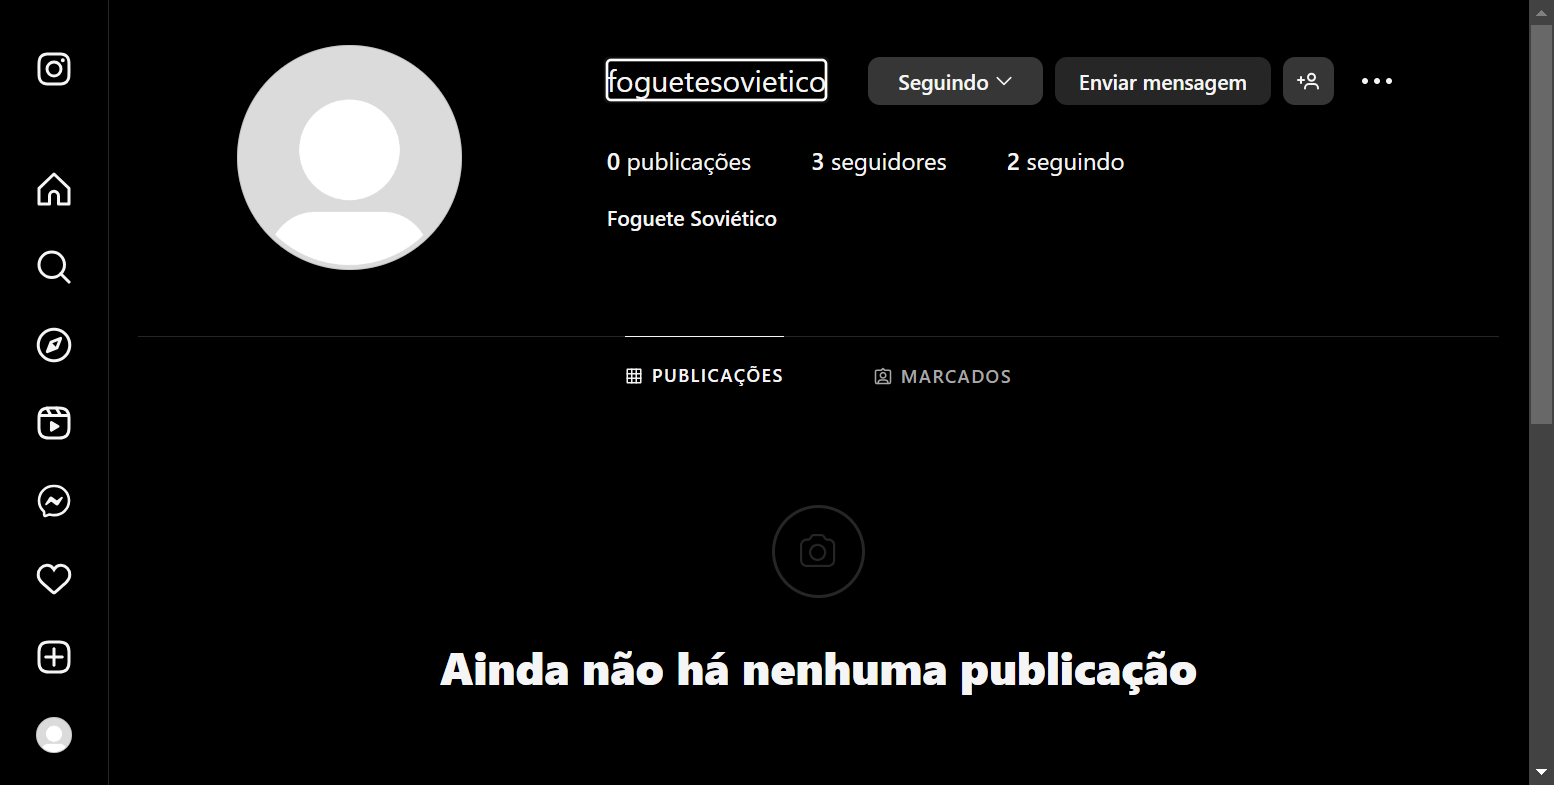 foguetesovietico
Seguindo
Enviar mensagem
0 publicações
3 seguidores
2 seguindo
Foguete Soviético
PUBLICAÇÕES
MARCADOS
Ainda não há nenhuma publicação